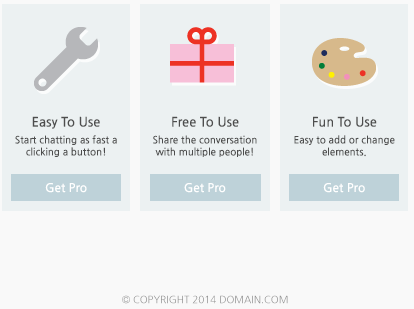 Easy To Use
Start chatting as fast a
clicking a button!
Get Pro
Free To Use
Share the conversation
with multiple people!
Get Pro
Fun To Use
Easy to add or change
elements.
Get Pro
© COPYRIGHT 2014 DOMAIN.COM